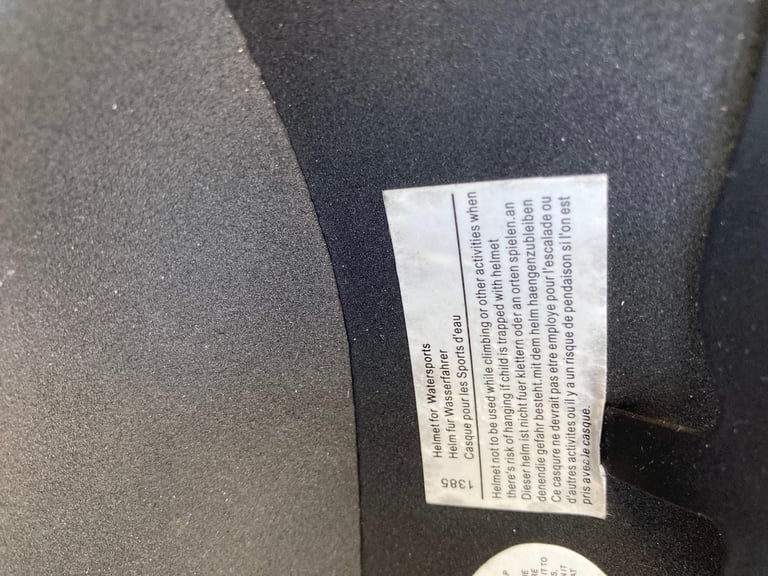 Helmet for Watersports
Helm fur Wasserfahrer
1385 Casque pour les Sports d'eau
Helmet not to be used while climbing or other activities when
there's risk of hanging if child is trapped with helmet
Dieser helm ist nicht fuer klettern oder an orten spielen.an
denendie gefahr besteht.mit dem helm haengenzubleiben
Ce casqure ne devrait pas etre employe pour l'escalade ou
d'autres activites ou il y a un risque de pendaison si l'on est
pris avec le casque.
IT TO